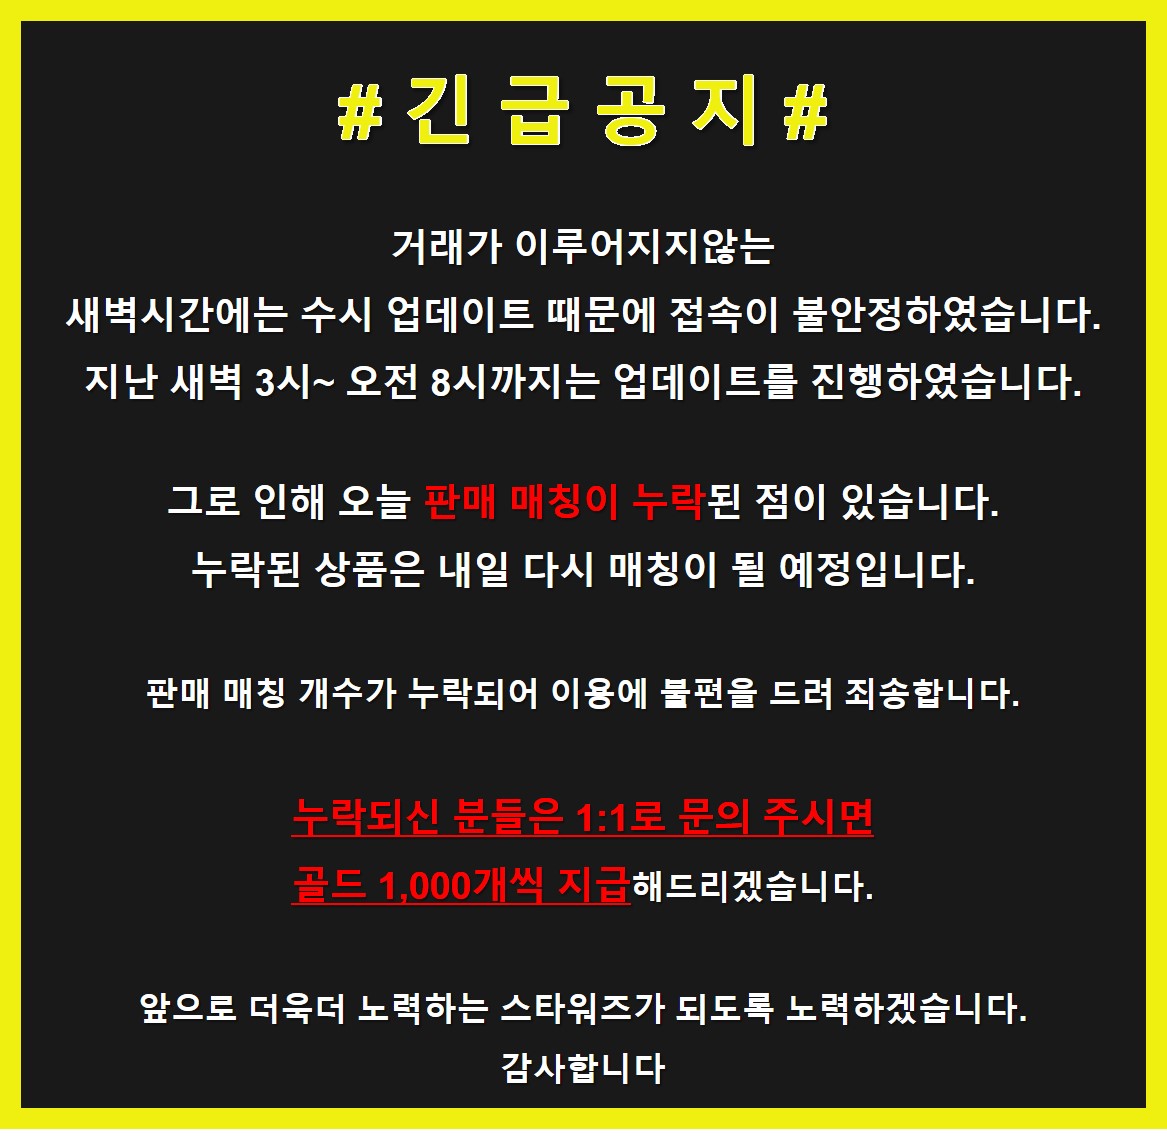 # 긴 급 공 지 #
거래가 이루어지지않는
새벽시간에는 수시 업데이트 때문에 접속이 불안정하였습니다.
지난 새벽 3시~ 오전 8시까지는 업데이트를 진행하였습니다.
그로 인해 오늘 판매 매칭이 누락된 점이 있습니다.
누락된 상품은 내일 다시 매칭이 될 예정입니다.
판매 매칭 개수가 누락되어 이용에 불편을 드려 죄송합니다.
누락되신 분들은 1:1로 문의 주시면
골드 1,000개씩 지급해드리겠습니다.
앞으로 더욱더 노력하는 스타워즈가 되도록 노력하겠습니다.
감사합니다